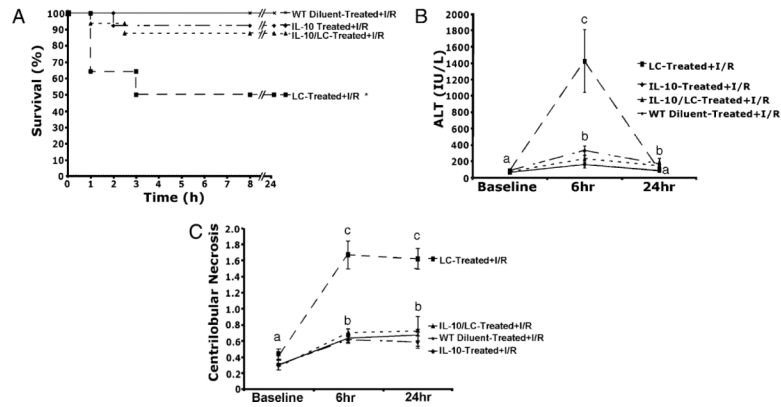 A
Survival (%)
100
90
80
70
60
50
40
30
20
10
0
0 1 2 3 4 5 6 7 8 24
Time (h)
WT Diluent-Treated+I/R
IL-10 Treated+I/R
IL-10/LC-Treated+I/R
LC-Treated+I/R *
B
ALT (IU/L)
2000
1800
1600
1400
1200
1000
800
600
400
200
0
Baseline 6hr 24hr
a
c
b
b
a
LC-Treated+I/R
IL-10-Treated+I/R
IL-10/LC-Treated+I/R
WT Diluent-Treated+I/R
C
Centrilobular Necrosis
2.0
1.8
1.6
1.4
1.2
1.0
0.8
0.6
0.4
0.2
0
Baseline 6hr 24hr
a
c
c
b
b
LC-Treated+I/R
IL-10/LC-Treated+I/R
WT Diluent-Treated+I/R
IL-10-Treated+I/R